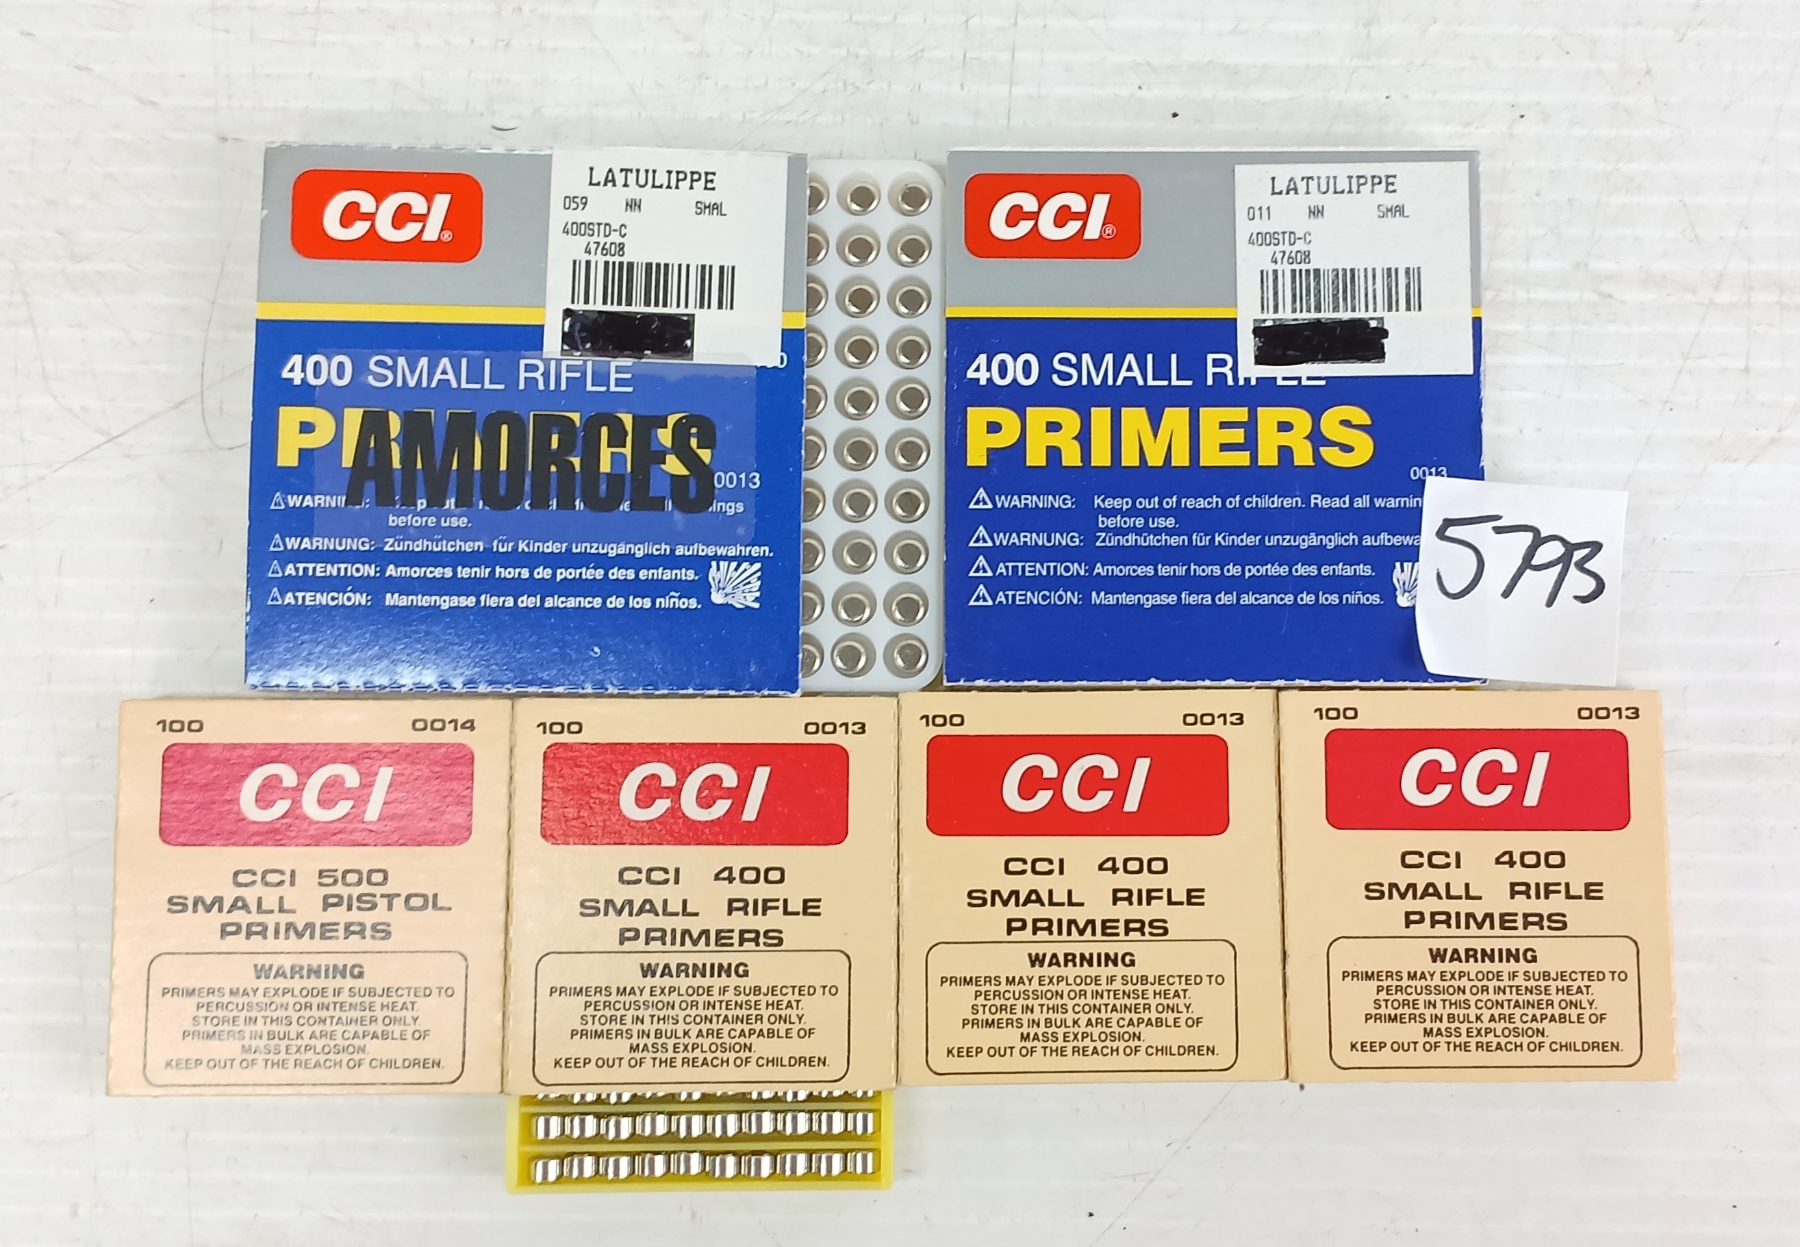 CCI®
LATULIPPE
059 NN SMAL
400STD-C
47608
400 SMALL RIFLE
AMORCES
0013
before use.
WARNUNG: Zündhütchen für Kinder unzugänglich aufbewahren.
ATTENTION: Amorces tenir hors de portée des enfants.
ATENCIÓN: Mantengase fiera del alcance de los niños.
CCI®
LATULIPPE
011 NN SMAL
400STD-C
47608
400 SMALL RIFLE
PRIMERS
0013
WARNING: Keep out of reach of children. Read all warnin
before use.
WARNUNG: Zündhütchen für Kinder unzugänglich aufbewa
ATTENTION: Amorces tenir hors de portée des enfants.
ATENCIÓN: Mantengase fiera del alcance de los niños.
5793
100 0014
CCI
CCI 500
SMALL PISTOL
PRIMERS
WARNING
PRIMERS MAY EXPLODE IF SUBJECTED TO
PERCUSSION OR INTENSE HEAT.
STORE IN THIS CONTAINER ONLY.
PRIMERS IN BULK ARE CAPABLE OF
MASS EXPLOSION.
KEEP OUT OF THE REACH OF CHILDREN.
100 0013
CCI
CCI 400
SMALL RIFLE
PRIMERS
WARNING
PRIMERS MAY EXPLODE IF SUBJECTED TO
PERCUSSION OR INTENSE HEAT.
STORE IN THIS CONTAINER ONLY.
PRIMERS IN BULK ARE CAPABLE OF
MASS EXPLOSION.
KEEP OUT OF THE REACH OF CHILDREN.
100 0013
CCI
CCI 400
SMALL RIFLE
PRIMERS
WARNING
PRIMERS MAY EXPLODE IF SUBJECTED TO
PERCUSSION OR INTENSE HEAT.
STORE IN THIS CONTAINER ONLY.
PRIMERS IN BULK ARE CAPABLE OF
MASS EXPLOSION.
KEEP OUT OF THE REACH OF CHILDREN.
100 0013
CCI
CCI 400
SMALL RIFLE
PRIMERS
WARNING
PRIMERS MAY EXPLODE IF SUBJECTED TO
PERCUSSION OR INTENSE HEAT.
STORE IN THIS CONTAINER ONLY.
PRIMERS IN BULK ARE CAPABLE OF
MASS EXPLOSION.
KEEP OUT OF THE REACH OF CHILDREN.